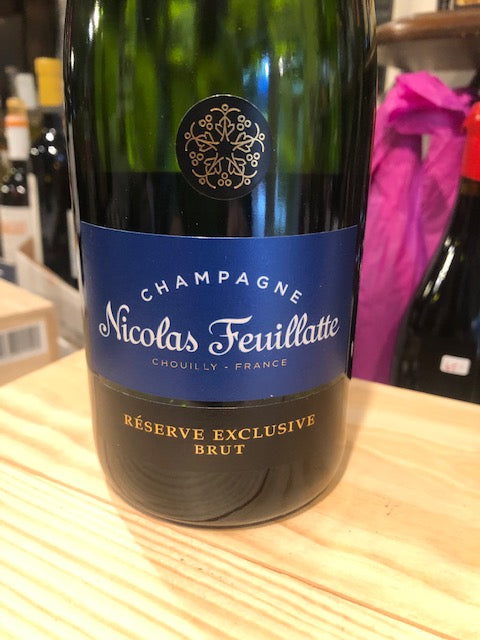 CHAMPAGNE
Nicolas Feuillatte
CHOUILLY - FRANCE
RÉSERVE EXCLUSIVE
BRUT